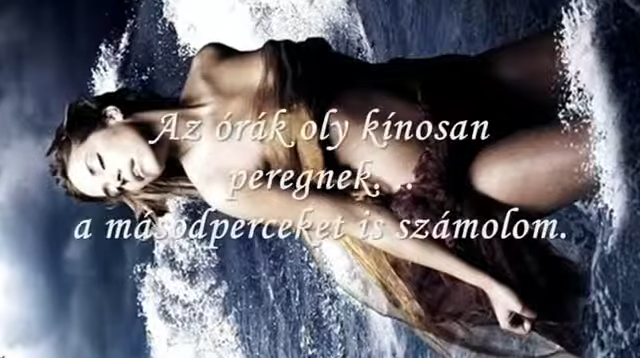 Az órák oly kínosan
peregnek. . .
a másodperceket is számolom.